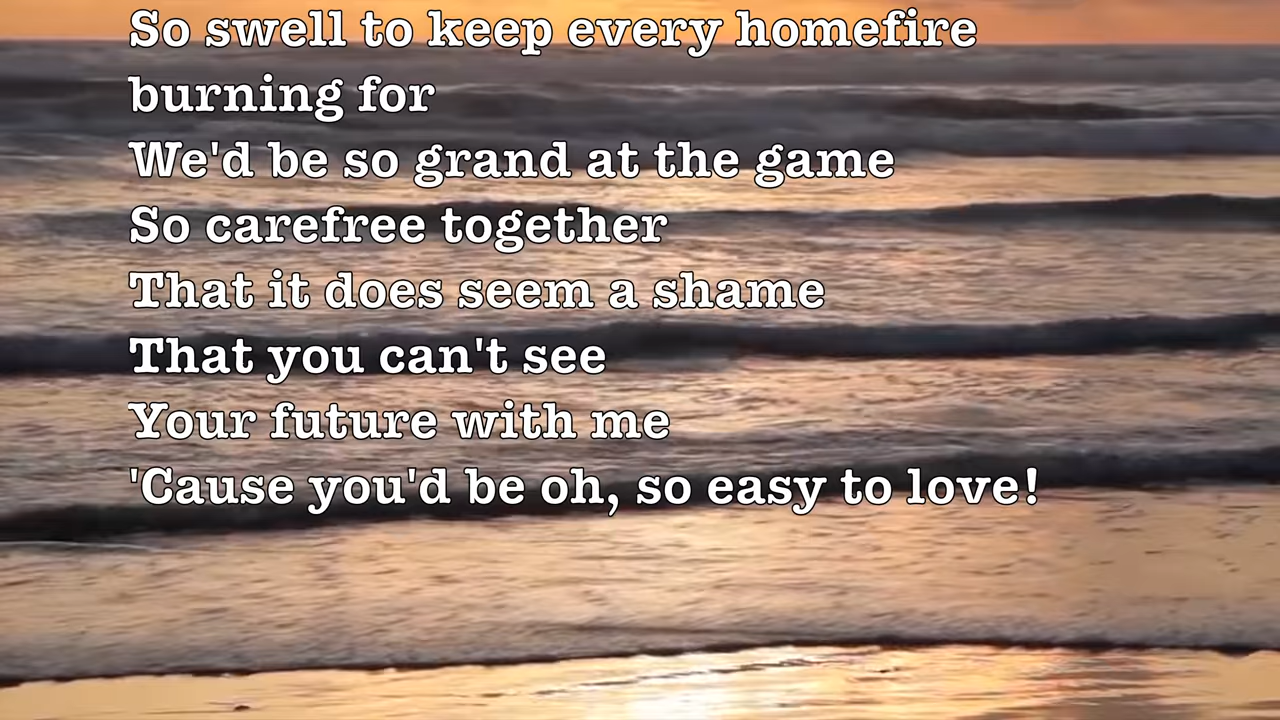 So swell to keep every homefire
burning for
We'd be so grand at the game
So carefree together
That it does seem a shame
That you can't see
Your future with me
'Cause you'd be oh, so easy to love!